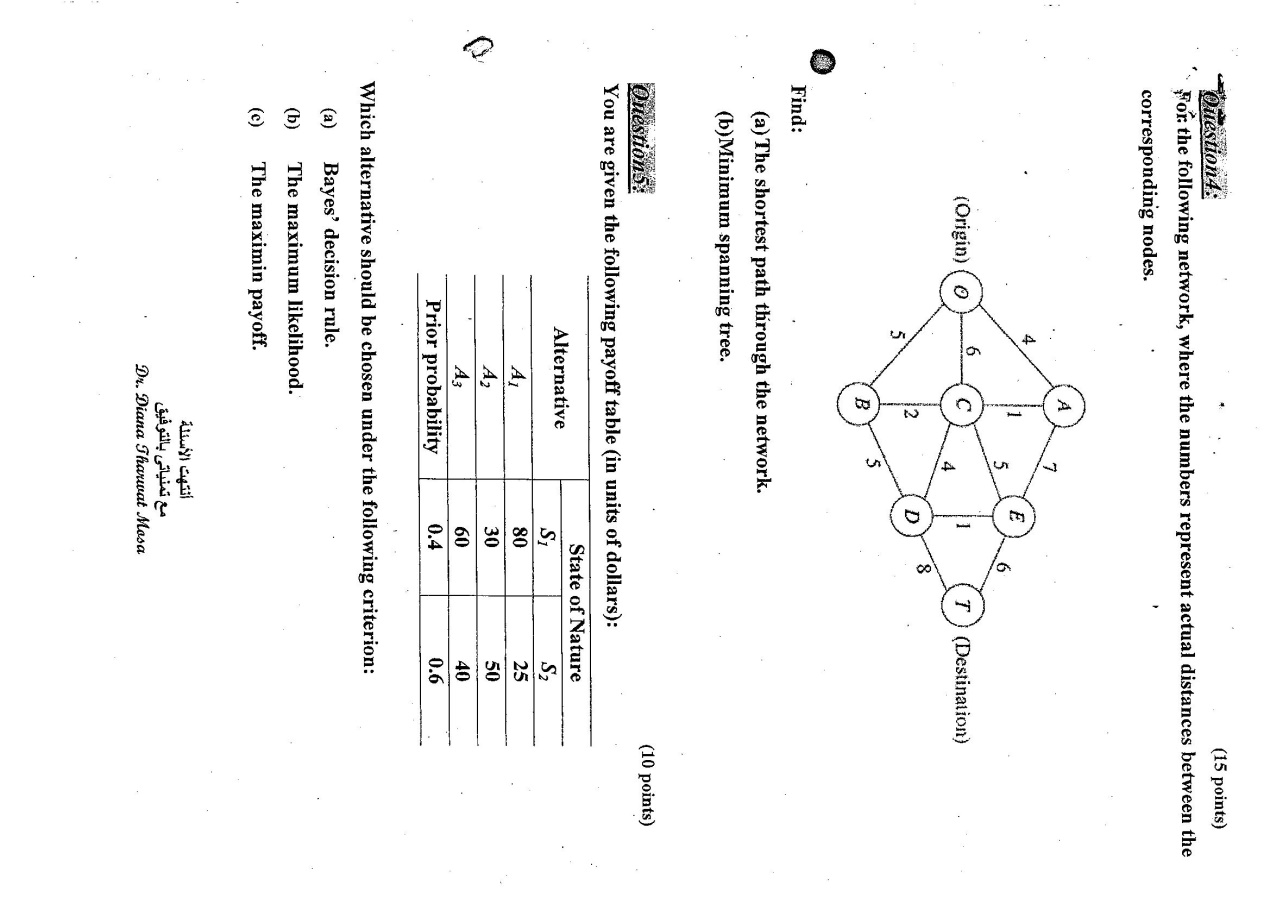 Question4:
(15 points)
For the following network, where the numbers represent actual distances between the
corresponding nodes.
A
4
7
1
E
(Origin)
O
6
C
5
1
6
T
(Destination)
4
2
5
D
8
5
B
Find:
(a)The shortest path through the network.
(b)Minimum spanning tree.
Question5:
(10 points)
You are given the following payoff table (in units of dollars):
State of Nature
Alternative
S1 S2
A1 80 25
A2 30 50
A3 60 40
Prior probability 0.4 0.6
Which alternative should be chosen under the following criterion:
(a) Bayes' decision rule.
(b) The maximum likelihood.
(c) The maximin payoff.
أنتهت الأسئلة
مع تمنياتى بالتوفيق
Dr. Diana Tharwat Mosa